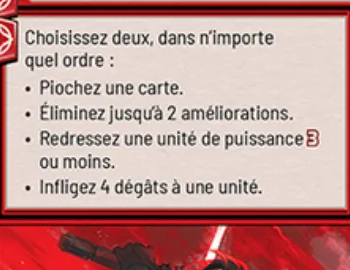 Choisissez deux, dans n'importe
quel ordre :
• Piochez une carte.
• Éliminez jusqu'à 2 améliorations.
• Redressez une unité de puissance 3
ou moins.
• Infligez 4 dégâts à une unité.